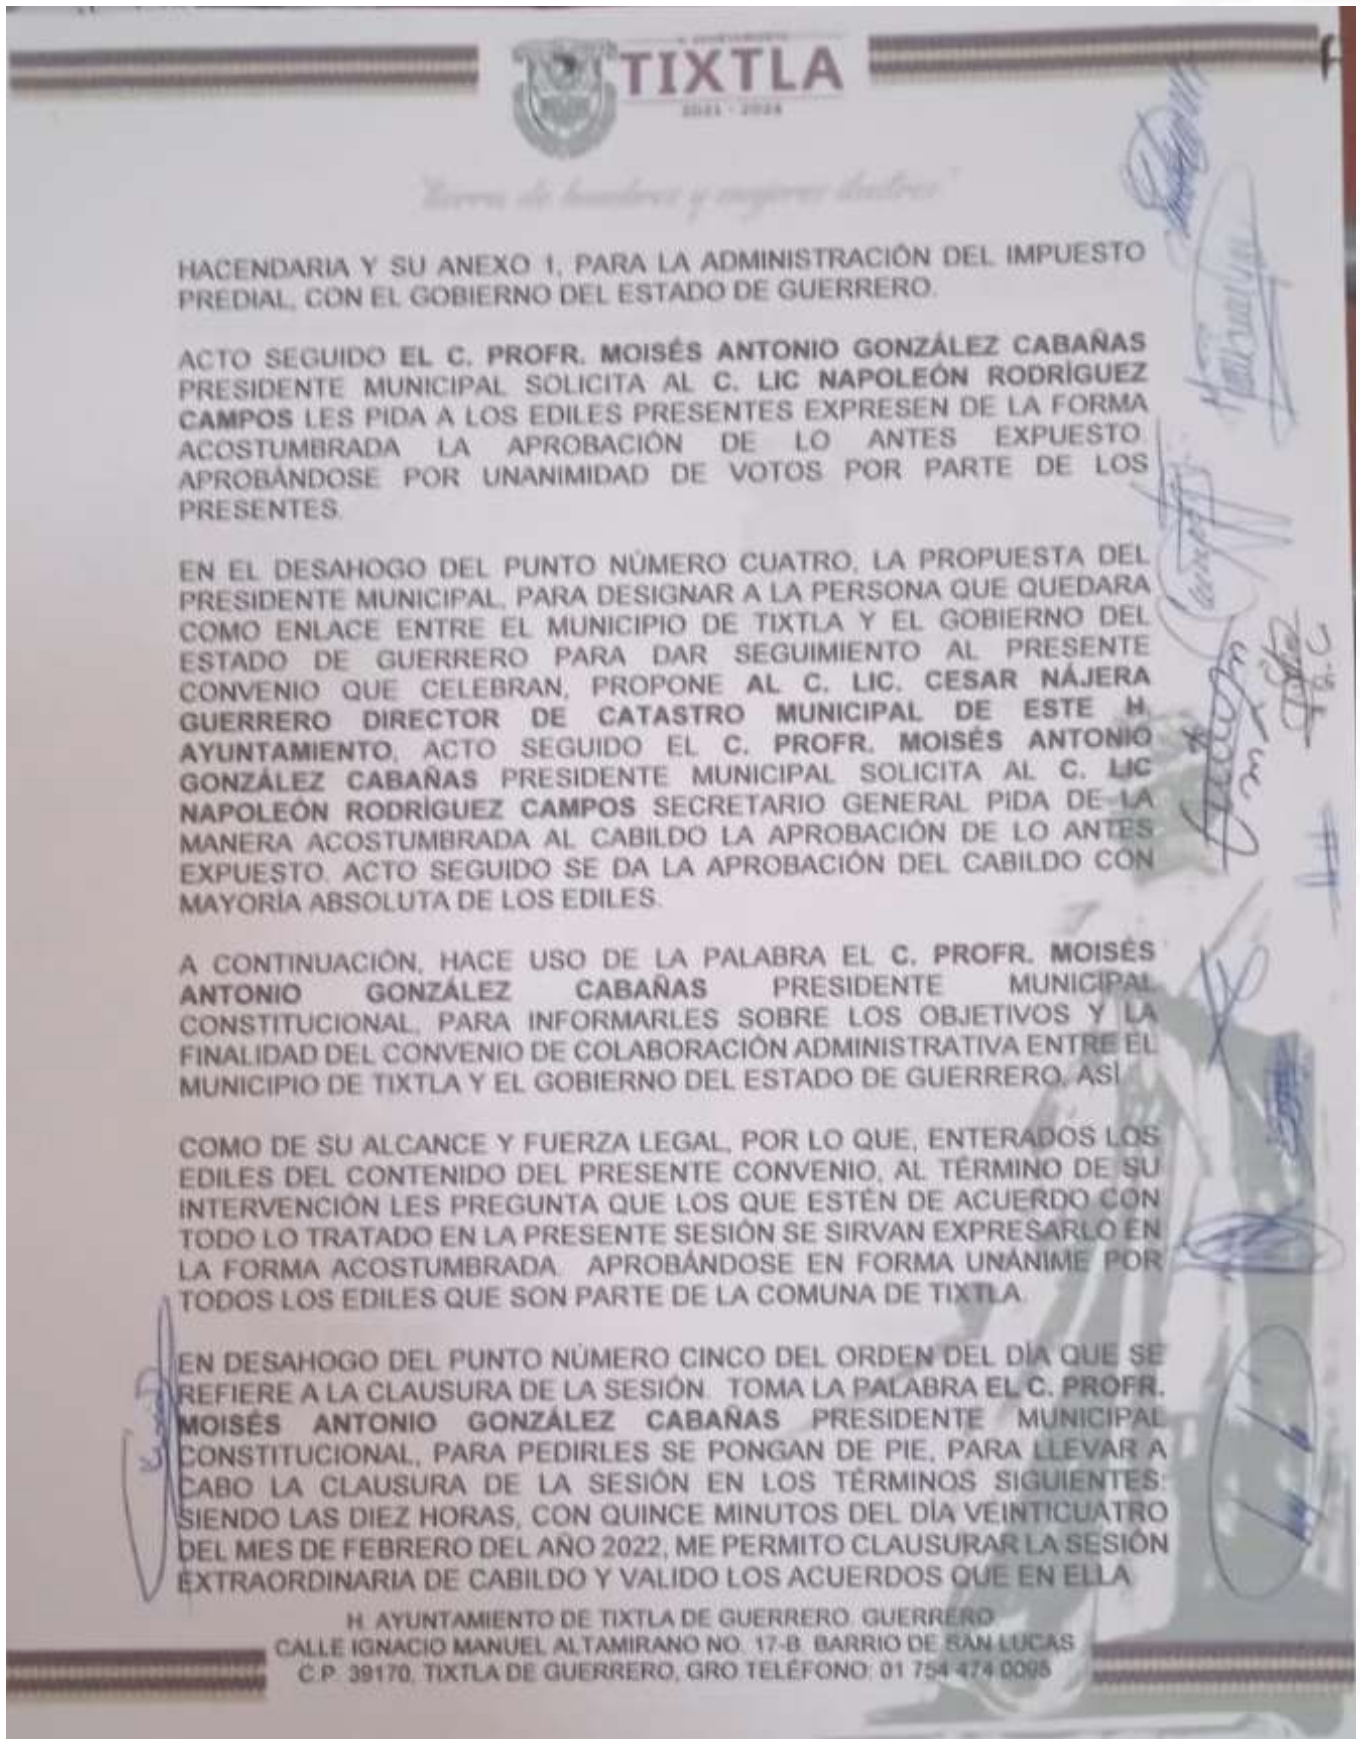 TIXTLA
2021 - 2024
"tierra de hombres y mujeres ilustres"
HACENDARIA Y SU ANEXO 1, PARA LA ADMINISTRACIÓN DEL IMPUESTO
PREDIAL, CON EL GOBIERNO DEL ESTADO DE GUERRERO.
ACTO SEGUIDO EL C. PROFR. MOISÉS ANTONIO GONZÁLEZ CABAÑAS
PRESIDENTE MUNICIPAL SOLICITA AL C. LIC NAPOLEÓN RODRÍGUEZ
CAMPOS LES PIDA A LOS EDILES PRESENTES EXPRESEN DE LA FORMA
ACOSTUMBRADA LA APROBACIÓN DE LO ANTES EXPUESTO.
APROBÁNDOSE POR UNANIMIDAD DE VOTOS POR PARTE DE LOS
PRESENTES.
EN EL DESAHOGO DEL PUNTO NÚMERO CUATRO, LA PROPUESTA DEL
PRESIDENTE MUNICIPAL, PARA DESIGNAR A LA PERSONA QUE QUEDARA
COMO ENLACE ENTRE EL MUNICIPIO DE TIXTLA Y EL GOBIERNO DEL
ESTADO DE GUERRERO PARA DAR SEGUIMIENTO AL PRESENTE
CONVENIO QUE CELEBRAN, PROPONE AL C. LIC. CESAR NÁJERA
GUERRERO DIRECTOR DE CATASTRO MUNICIPAL DE ESTE H.
AYUNTAMIENTO, ACTO SEGUIDO EL C. PROFR. MOISÉS ANTONIO
GONZÁLEZ CABAÑAS PRESIDENTE MUNICIPAL SOLICITA AL C. LIC
NAPOLEÓN RODRÍGUEZ CAMPOS SECRETARIO GENERAL PIDA DE LA
MANERA ACOSTUMBRADA AL CABILDO LA APROBACIÓN DE LO ANTES
EXPUESTO. ACTO SEGUIDO SE DA LA APROBACIÓN DEL CABILDO CON
MAYORÍA ABSOLUTA DE LOS EDILES.
A CONTINUACIÓN, HACE USO DE LA PALABRA EL C. PROFR. MOISÉS
ANTONIO GONZÁLEZ CABAÑAS PRESIDENTE MUNICIPAL
CONSTITUCIONAL, PARA INFORMARLES SOBRE LOS OBJETIVOS Y LA
FINALIDAD DEL CONVENIO DE COLABORACIÓN ADMINISTRATIVA ENTRE EL
MUNICIPIO DE TIXTLA Y EL GOBIERNO DEL ESTADO DE GUERRERO, ASÍ
COMO DE SU ALCANCE Y FUERZA LEGAL, POR LO QUE, ENTERADOS LOS
EDILES DEL CONTENIDO DEL PRESENTE CONVENIO, AL TÉRMINO DE SU
INTERVENCIÓN LES PREGUNTA QUE LOS QUE ESTÉN DE ACUERDO CON
TODO LO TRATADO EN LA PRESENTE SESIÓN SE SIRVAN EXPRESARLO EN
LA FORMA ACOSTUMBRADA. APROBÁNDOSE EN FORMA UNÁNIME POR
TODOS LOS EDILES QUE SON PARTE DE LA COMUNA DE TIXTLA.
EN DESAHOGO DEL PUNTO NÚMERO CINCO DEL ORDEN DEL DÍA QUE SE
REFIERE A LA CLAUSURA DE LA SESIÓN. TOMA LA PALABRA EL C. PROFR.
MOISÉS ANTONIO GONZÁLEZ CABAÑAS PRESIDENTE MUNICIPAL
CONSTITUCIONAL, PARA PEDIRLES SE PONGAN DE PIE, PARA LLEVAR A
CABO LA CLAUSURA DE LA SESIÓN EN LOS TÉRMINOS SIGUIENTES:
SIENDO LAS DIEZ HORAS, CON QUINCE MINUTOS DEL DÍA VEINTICUATRO
DEL MES DE FEBRERO DEL AÑO 2022, ME PERMITO CLAUSURAR LA SESIÓN
EXTRAORDINARIA DE CABILDO Y VALIDO LOS ACUERDOS QUE EN ELLA
H. AYUNTAMIENTO DE TIXTLA DE GUERRERO. GUERRERO
CALLE IGNACIO MANUEL ALTAMIRANO NO. 17-B BARRIO DE SAN LUCAS
C.P. 39170, TIXTLA DE GUERRERO, GRO TELÉFONO: 01 754 474 0095